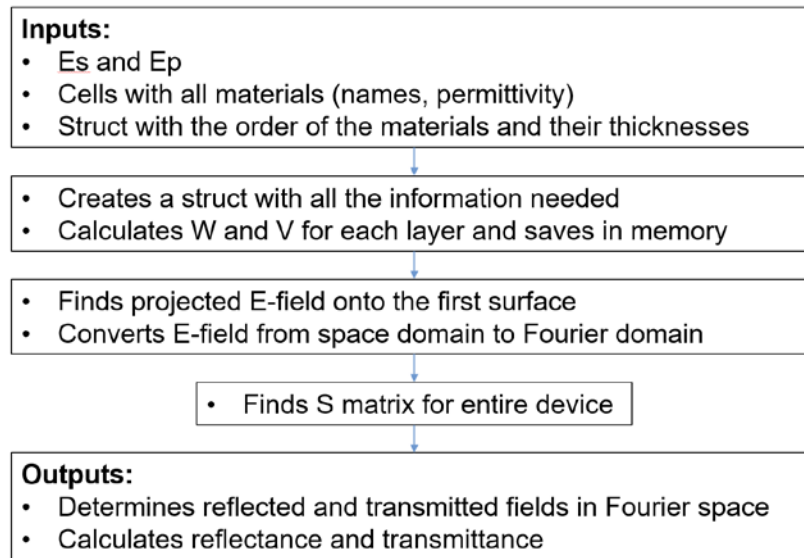 Inputs:
• Es and Ep
• Cells with all materials (names, permittivity)
• Struct with the order of the materials and their thicknesses
• Creates a struct with all the information needed
• Calculates W and V for each layer and saves in memory
• Finds projected E-field onto the first surface
• Converts E-field from space domain to Fourier domain
• Finds S matrix for entire device
Outputs:
• Determines reflected and transmitted fields in Fourier space
• Calculates reflectance and transmittance